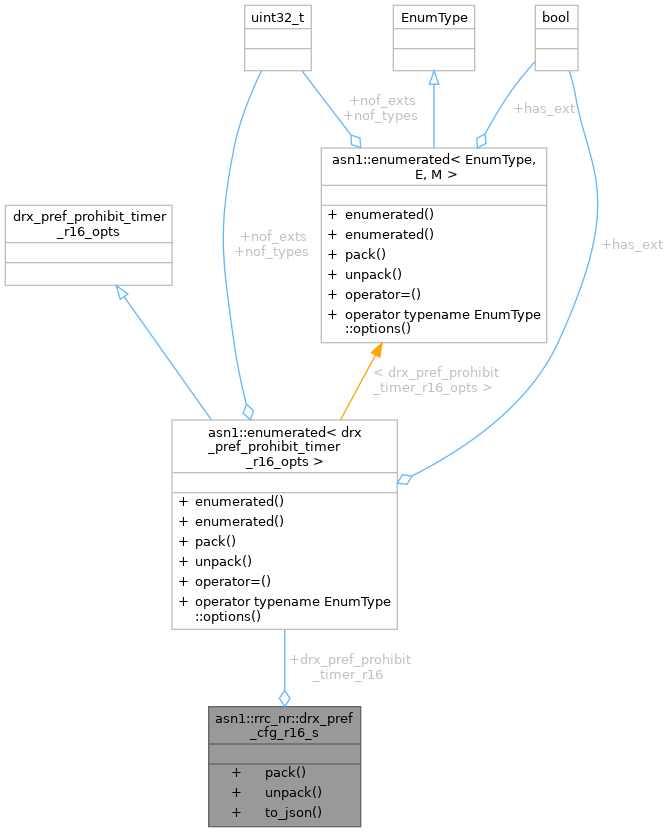 uint32_t
EnumType
bool
+nof_exts
+nof_types
+has_ext
asn1::enumerated< EnumType,
E, M >
+ enumerated()
+ enumerated()
+ pack()
+ unpack()
+ operator=()
+ operator typename EnumType
::options()
drx_pref_prohibit_timer
_r16_opts
+nof_exts
+nof_types
+has_ext
< drx_pref_prohibit
_timer_r16_opts >
asn1::enumerated< drx
_pref_prohibit_timer
_r16_opts >
+ enumerated()
+ enumerated()
+ pack()
+ unpack()
+ operator=()
+ operator typename EnumType
::options()
+drx_pref_prohibit
_timer_r16
asn1::rrc_nr::drx_pref
_cfg_r16_s
+ pack()
+ unpack()
+ to_json()